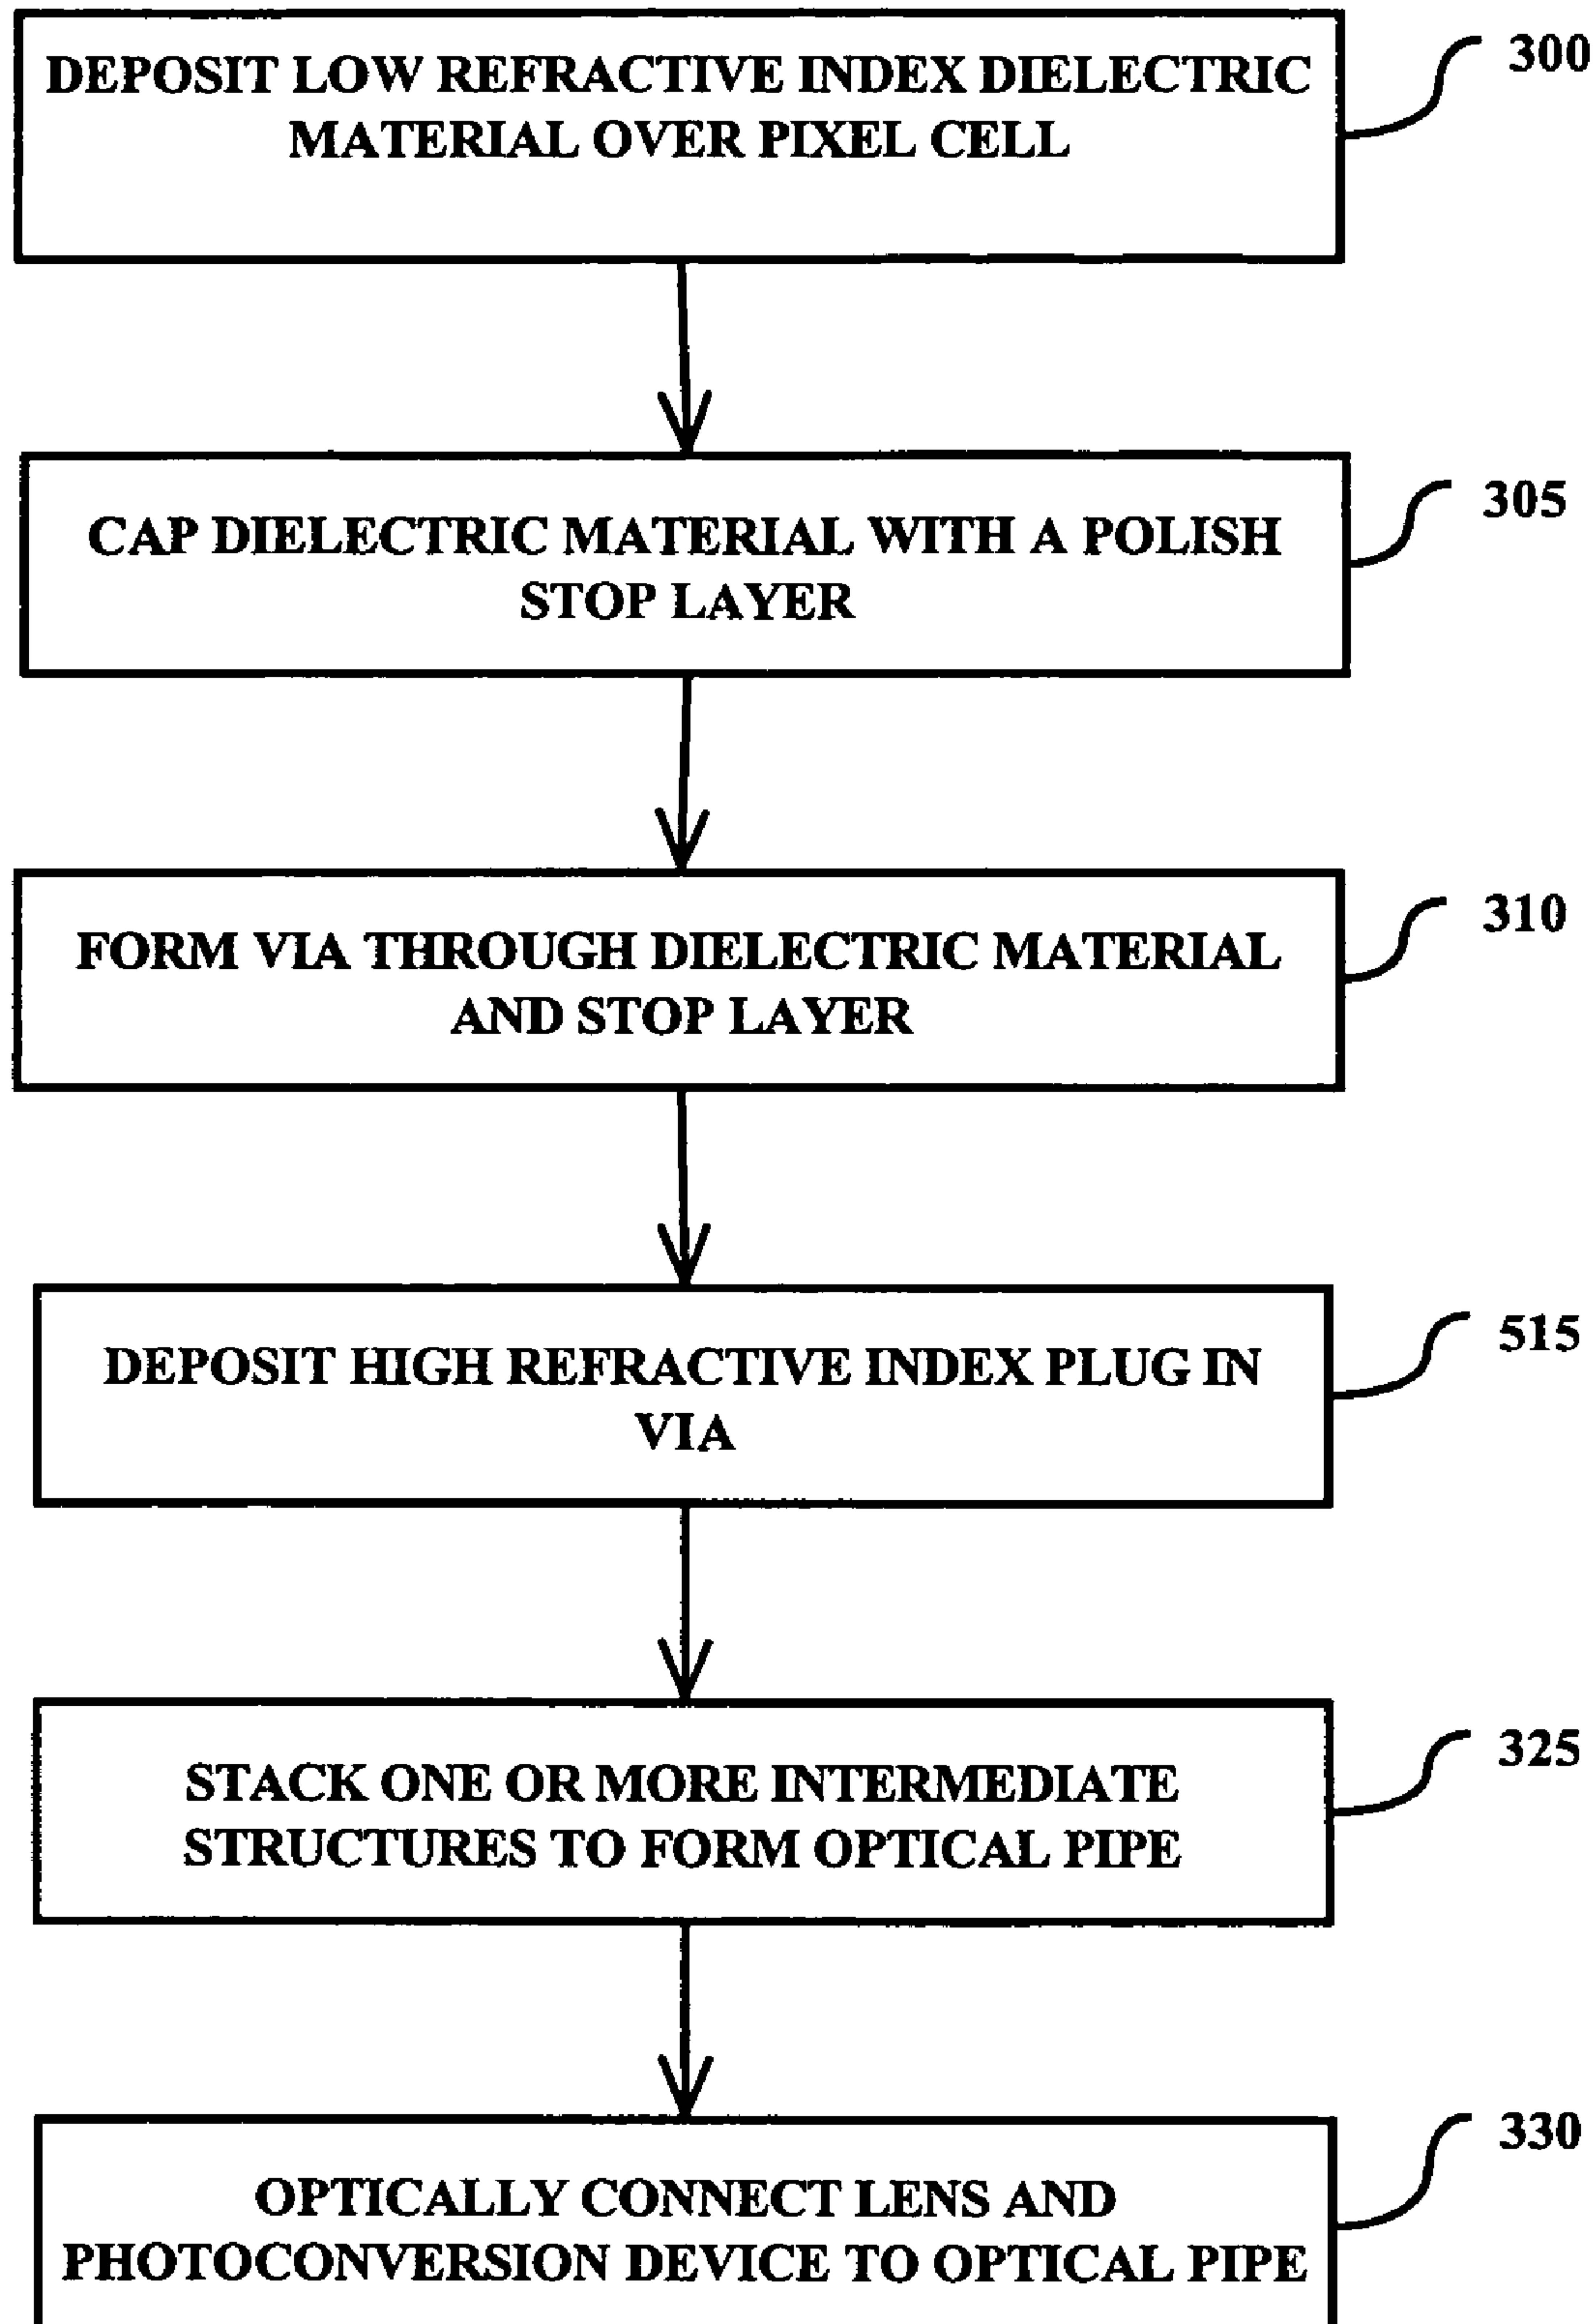 DEPOSIT LOW REFRACTIVE INDEX DIELECTRIC
MATERIAL OVER PIXEL CELL
300
CAP DIELECTRIC MATERIAL WITH A POLISH
STOP LAYER
305
FORM VIA THROUGH DIELECTRIC MATERIAL
AND STOP LAYER
310
DEPOSIT HIGH REFRACTIVE INDEX PLUG IN
VIA
515
STACK ONE OR MORE INTERMEDIATE
STRUCTURES TO FORM OPTICAL PIPE
325
OPTICALLY CONNECT LENS AND
PHOTOCONVERSION DEVICE TO OPTICAL PIPE
330